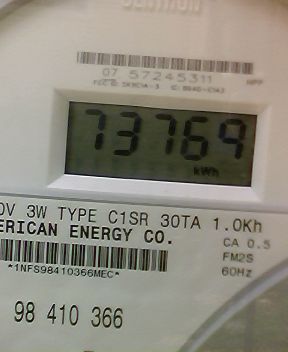 CENTRON
07 57245311
73769
kWh
0V 3W TYPE C1SR 30TA 1.0Kh
ERICAN ENERGY CO.
CA 0.5
*1NFS98410366MEC*
FM2S
60Hz
98 410 366